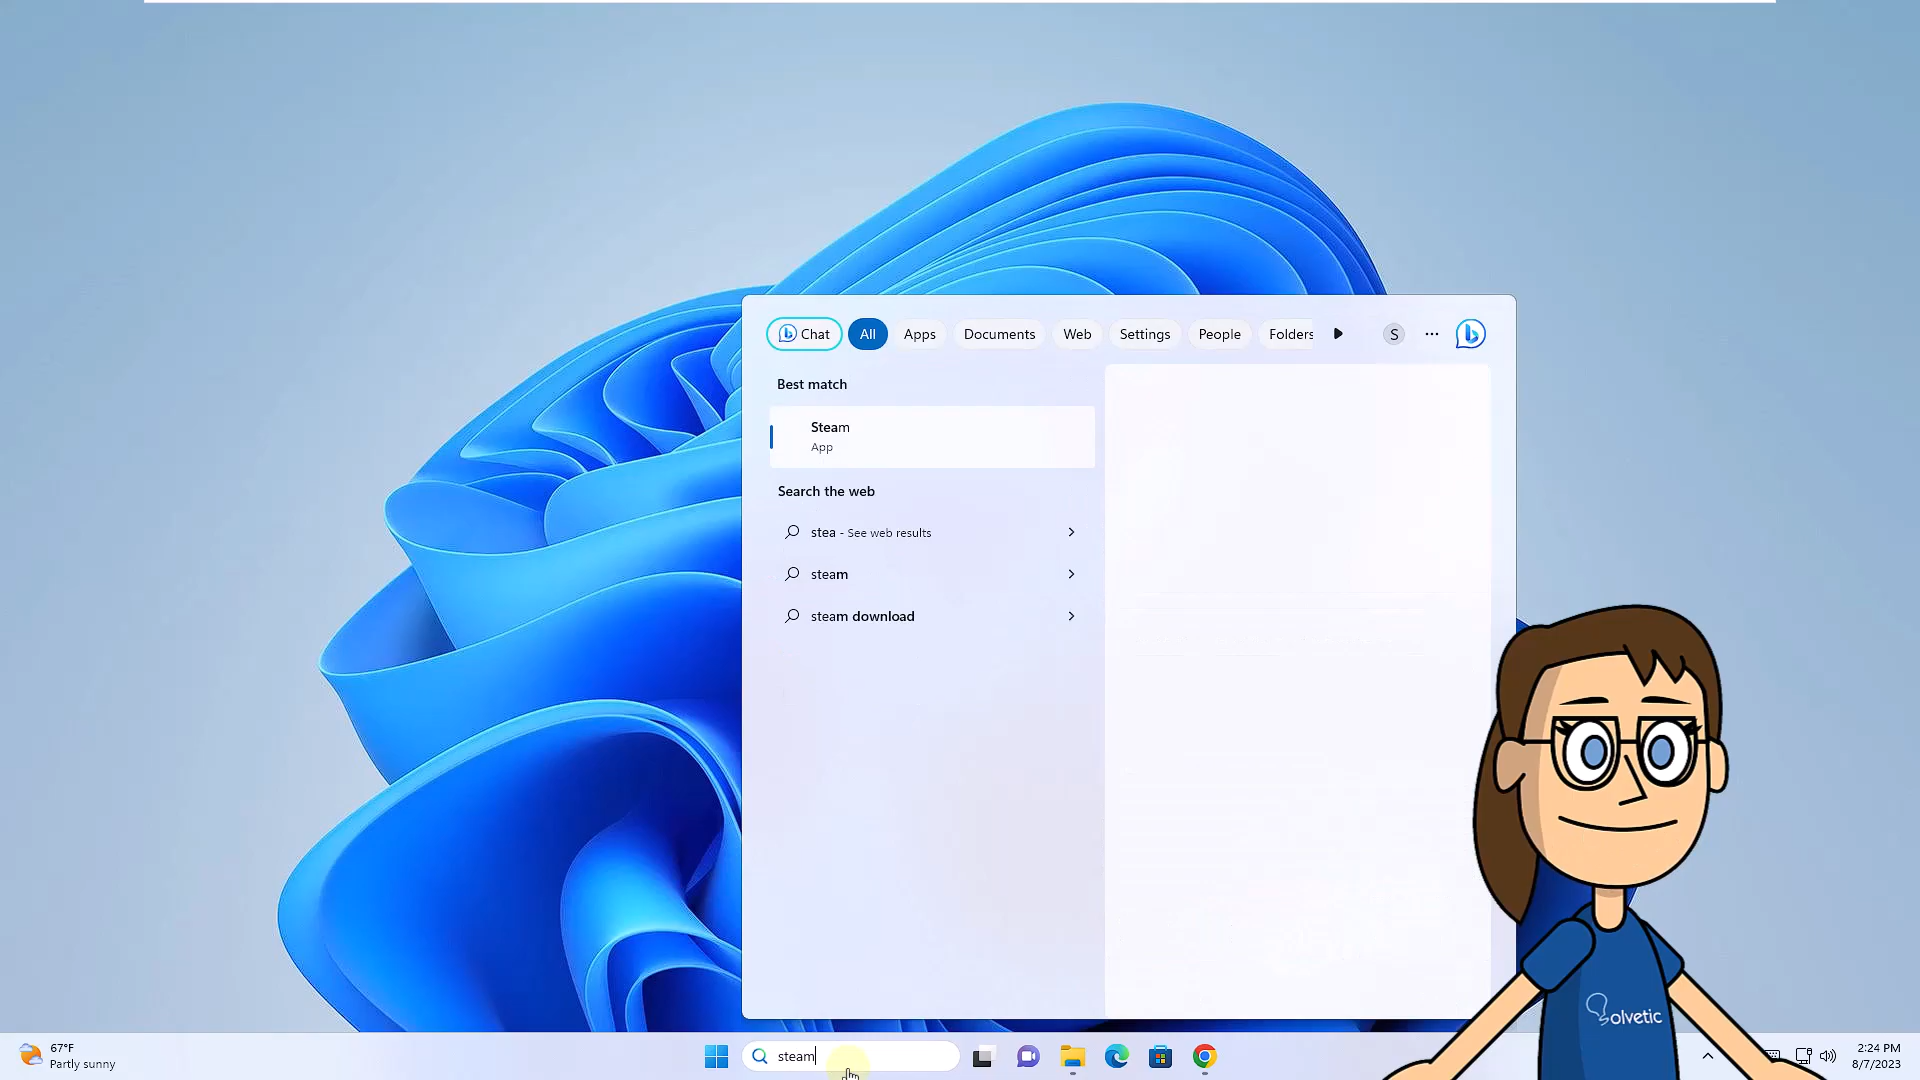 Chat All Apps Documents Web Settings People Folders S
Best match
Steam
App
Search the web
stea - See web results
steam
steam download
olvetic
67°F
Partly sunny
steam
2:24 PM
8/7/2023